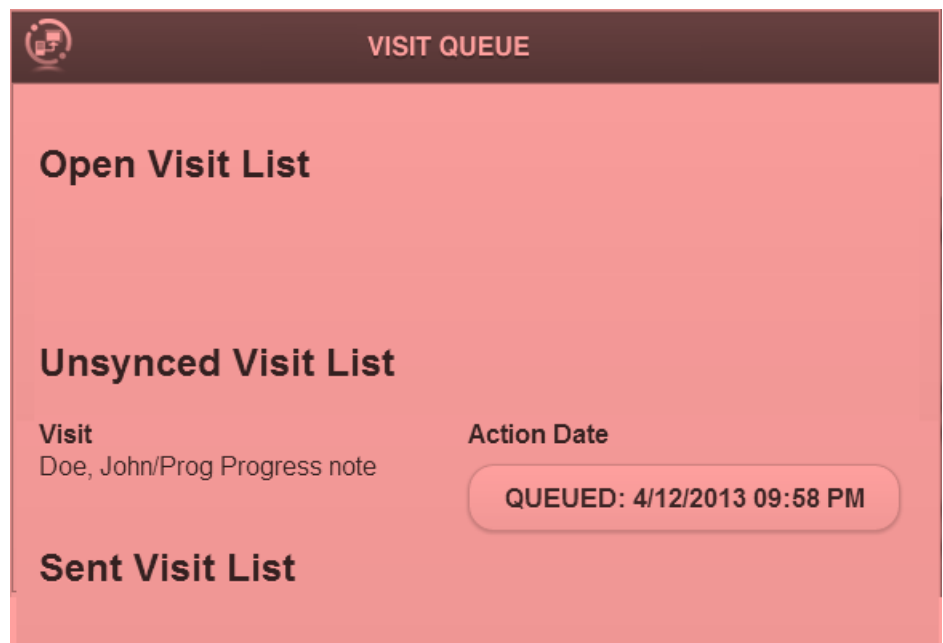 VISIT QUEUE
Open Visit List
Unsynced Visit List
Visit
Action Date
Doe, John/Prog Progress note
QUEUED: 4/12/2013 09:58 PM
Sent Visit List